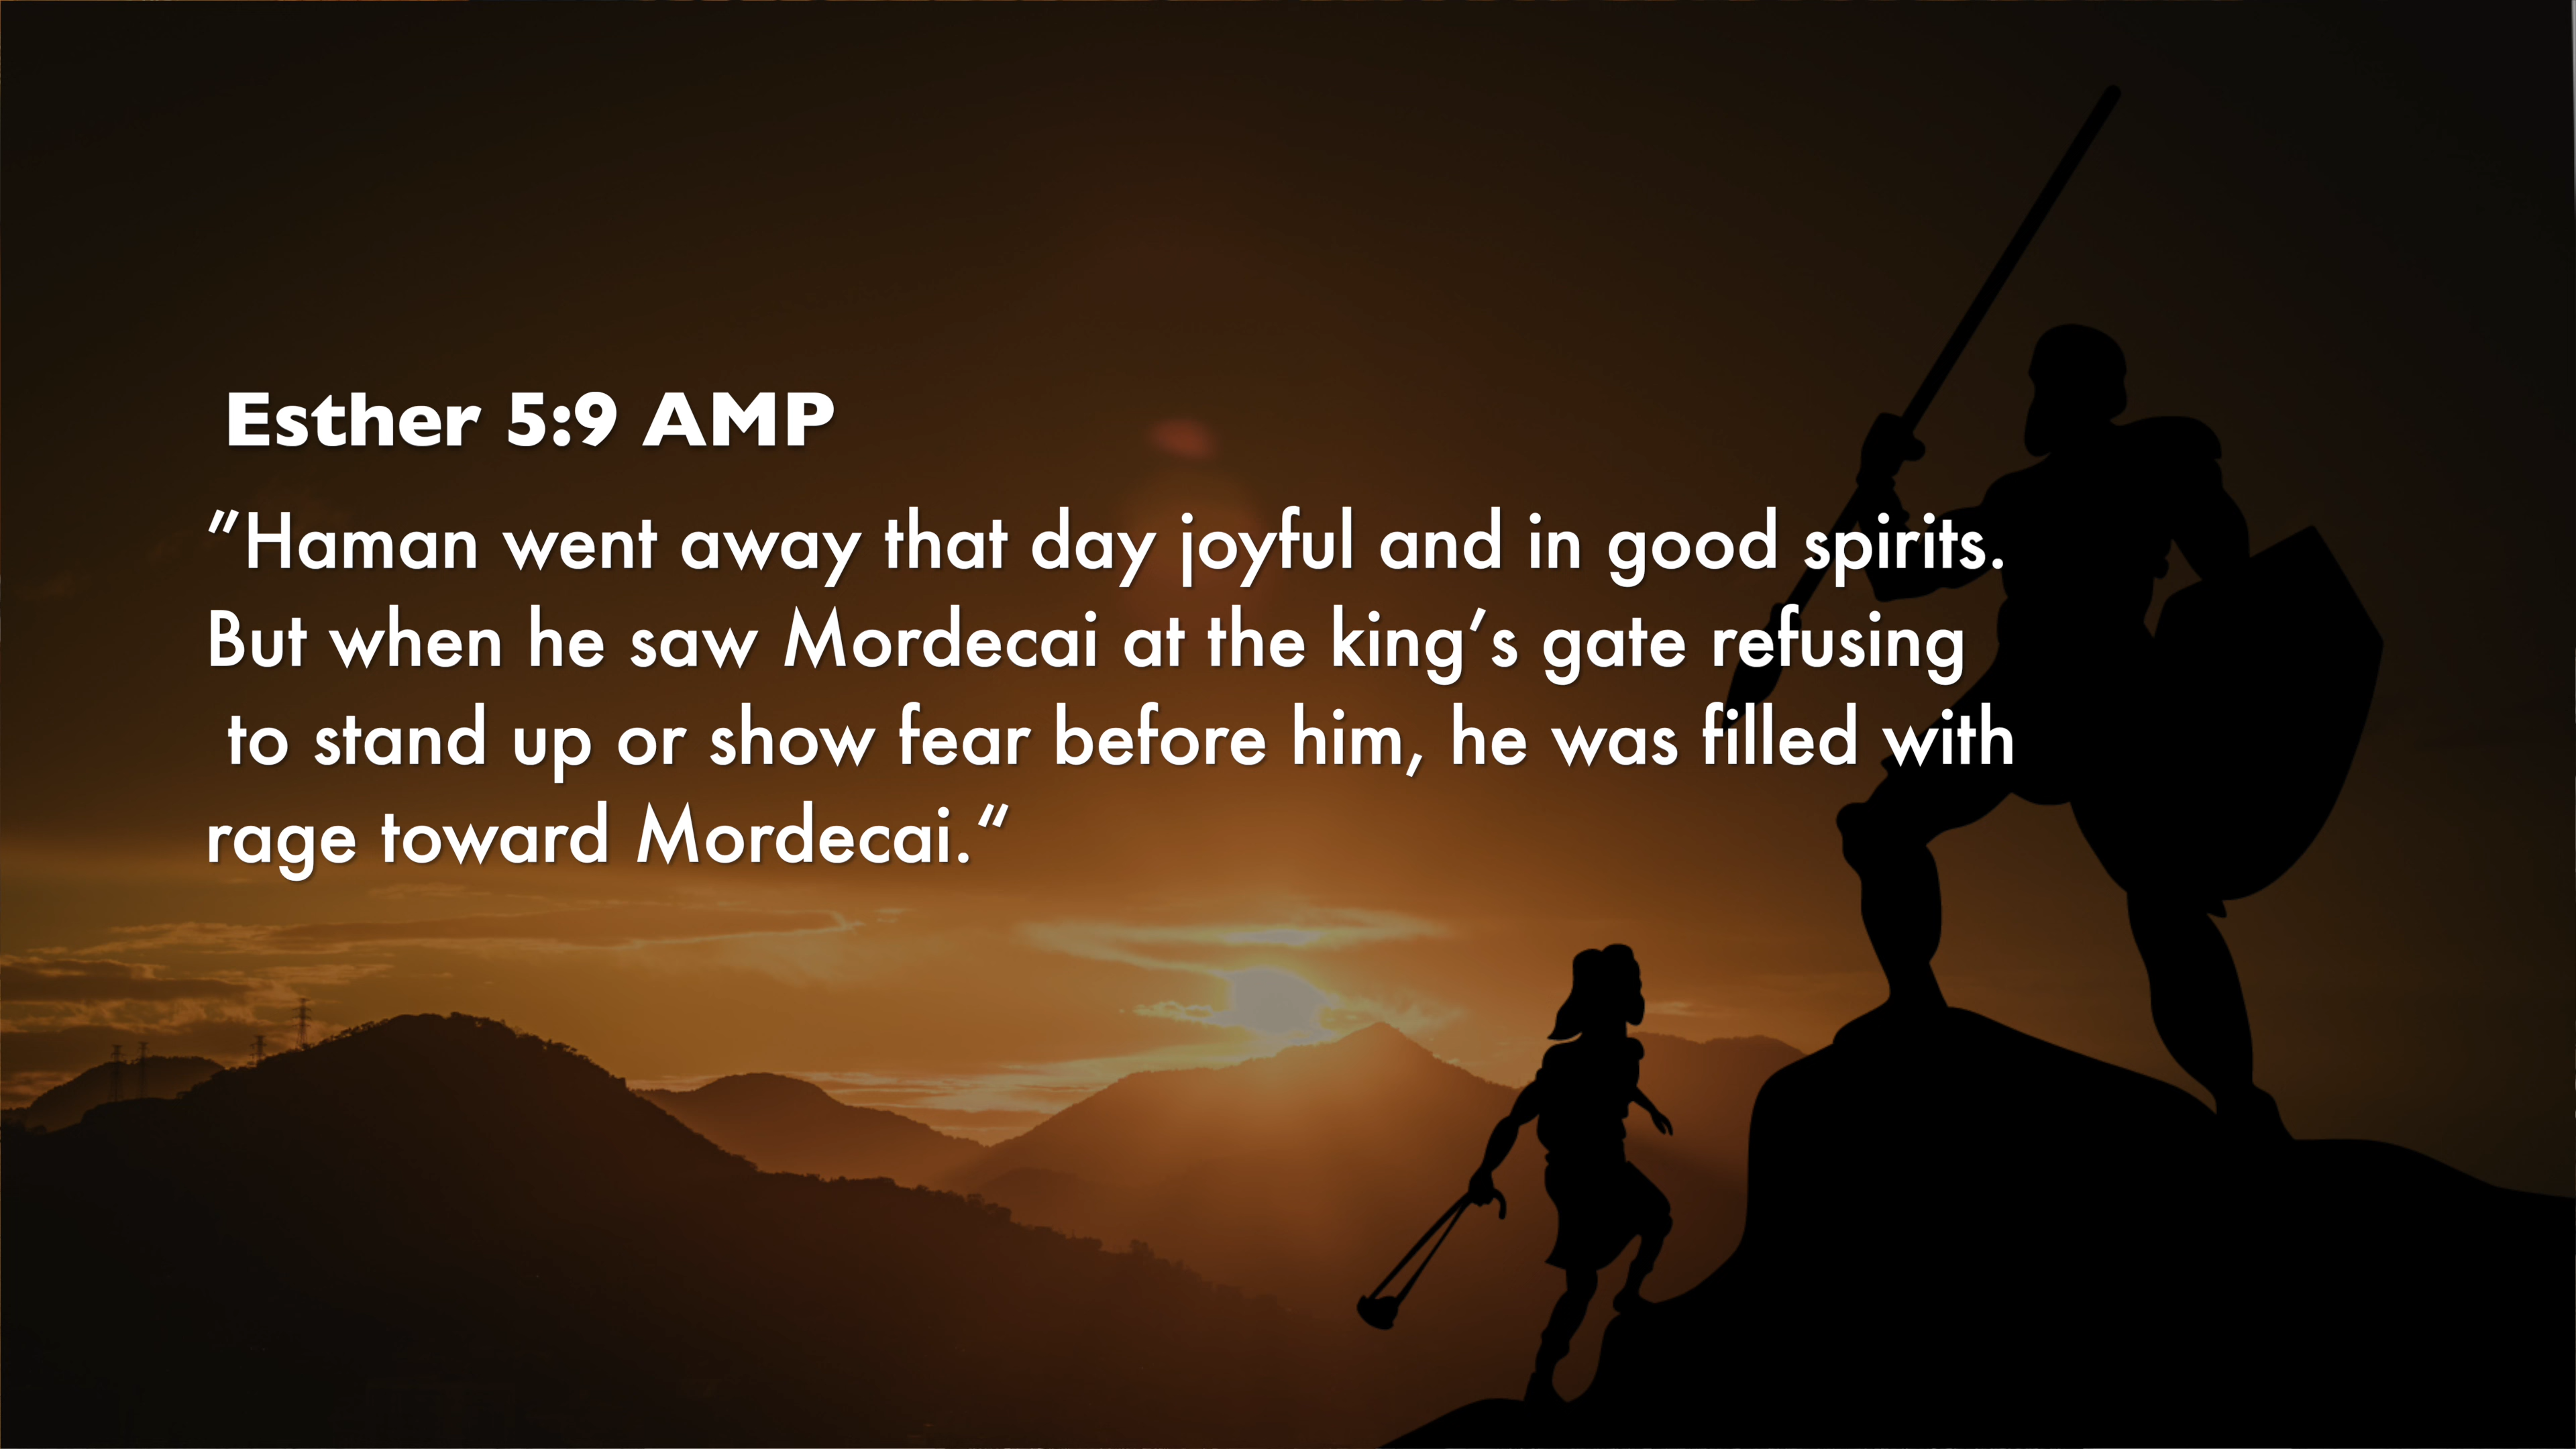 Esther 5:9 AMP
”Haman went away that day joyful and in good spirits.
But when he saw Mordecai at the king’s gate refusing
to stand up or show fear before him, he was filled with
rage toward Mordecai.“